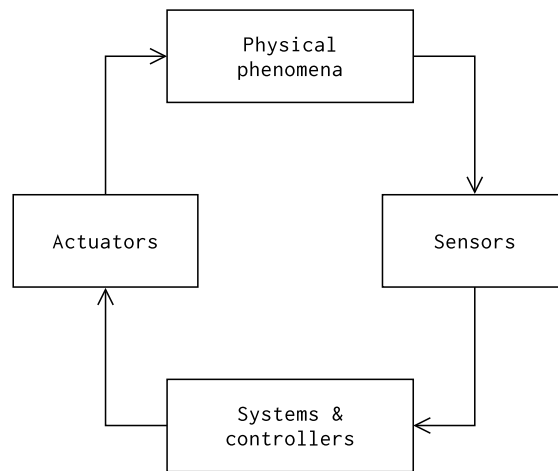 Physical
phenomena
Actuators
Sensors
Systems &
controllers